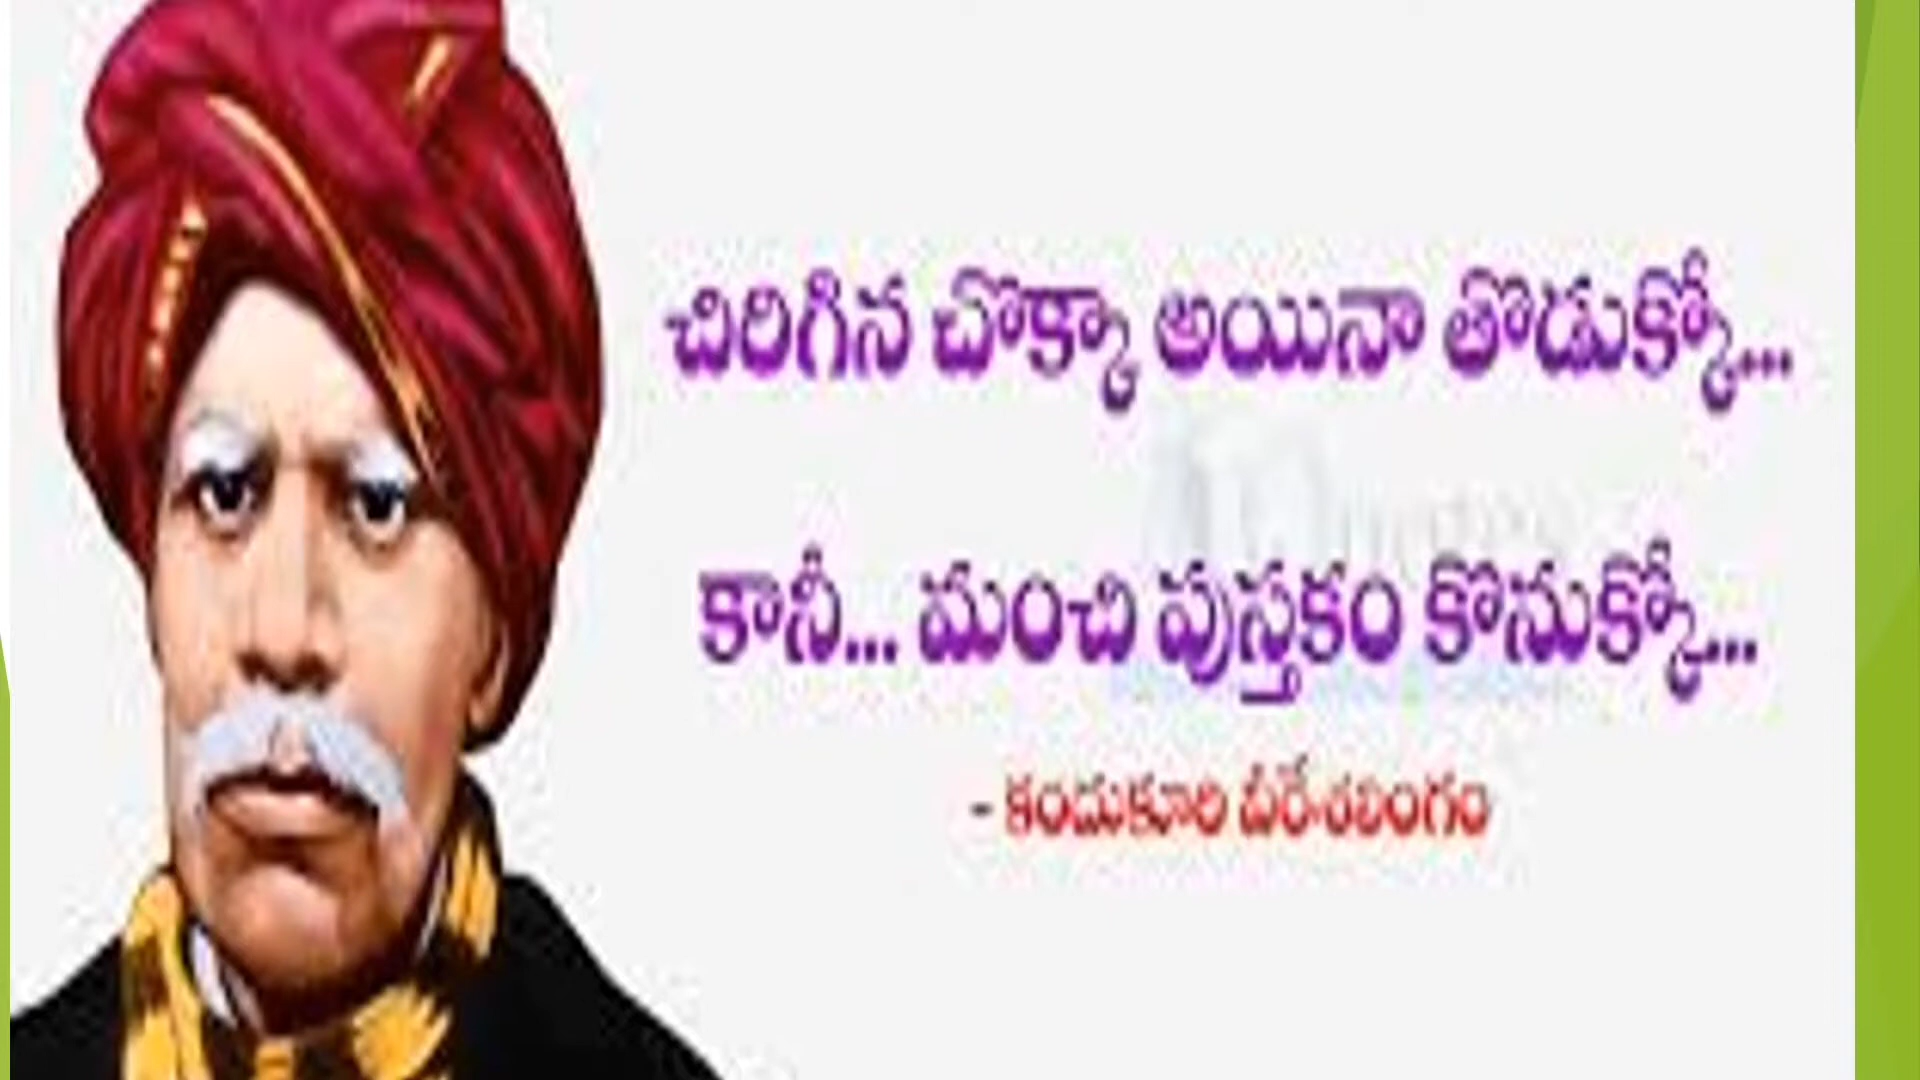 చిరిగిన చొక్కా అయినా తొడుక్కో...
కానీ... మంచి పుస్తకం కొనుక్కో...
- కందుకూరి వీరేశలింగం